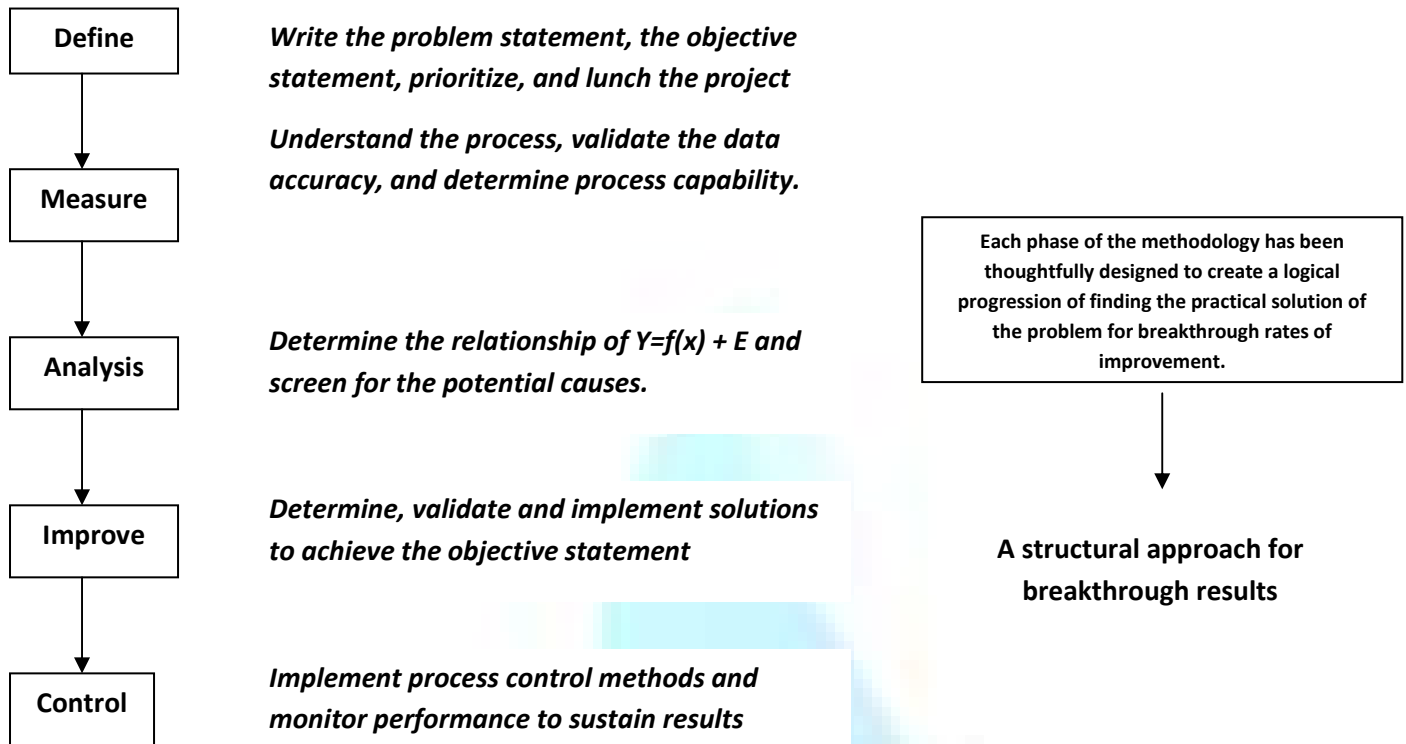 Define
Write the problem statement, the objective
statement, prioritize, and lunch the project
Understand the process, validate the data
accuracy, and determine process capability.
Measure
Each phase of the methodology has been
thoughtfully designed to create a logical
progression of finding the practical solution of
the problem for breakthrough rates of
improvement.
Determine the relationship of Y=f(x) + E and
screen for the potential causes.
Analysis
Determine, validate and implement solutions
to achieve the objective statement
Improve
A structural approach for
breakthrough results
Implement process control methods and
monitor performance to sustain results
Control